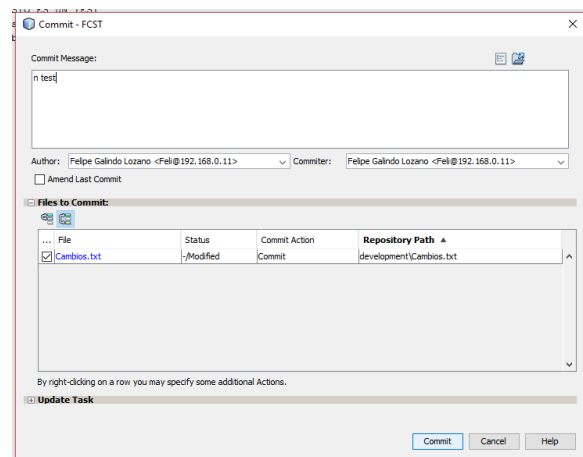 Commit - FCST
Commit Message:
n test
Author: Felipe Galindo Lozano <Feli@192.168.0.11> Commiter: Felipe Galindo Lozano <Feli@192.168.0.11>
Amend Last Commit
Files to Commit:
... File Status Commit Action Repository Path
Cambios.txt -/Modified Commit development\Cambios.txt
By right-clicking on a row you may specify some additional Actions.
Update Task
Commit Cancel Help